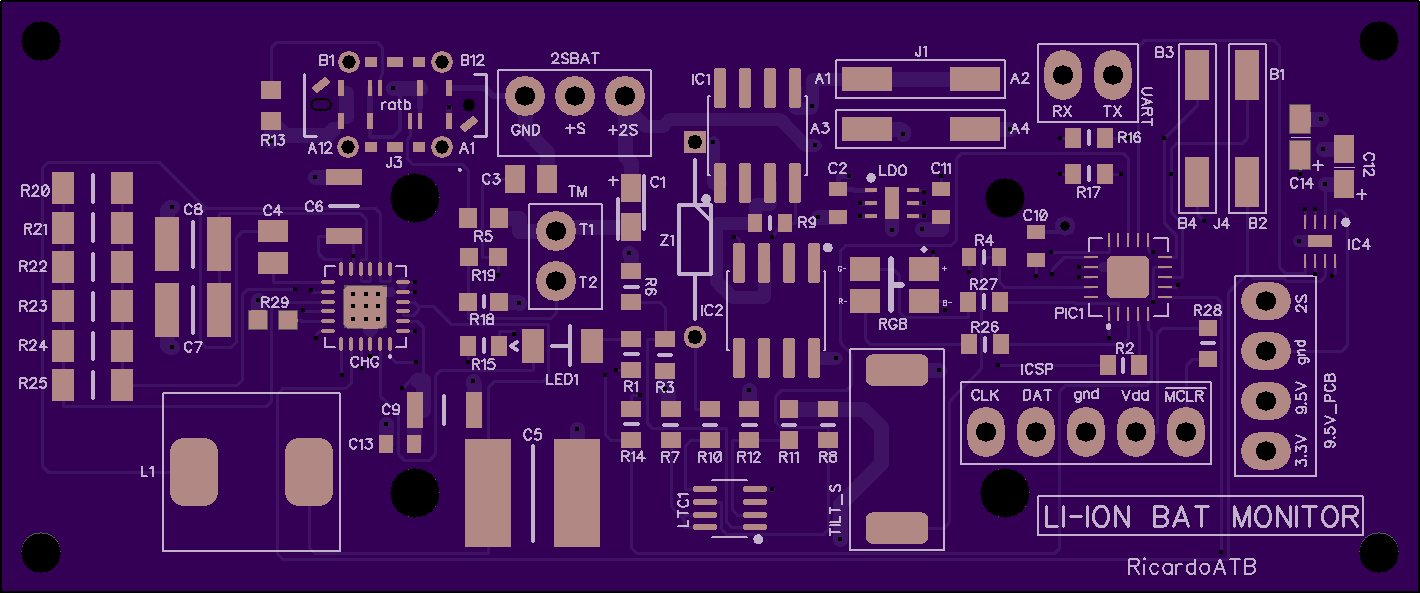 B1
B12
2SBAT
IC1
J1
A1
A2
B3
B1
ratb
GND
+S
+2S
RX
TX
UART
R13
A12
J3
A1
A3
A4
R16
R20
C6
C3
TM
+
C1
C2
LDO
C11
R17
C14
+
C12
+
R21
C8
C4
R5
T1
R9
C10
B4
J4
B2
R22
R19
T2
Z1
R6
G-
+
R4
IC4
R23
R29
R18
IC2
R-
B-
R27
PIC1
R28
2S
R24
C7
CHG
R15
LED1
RGB
R26
R2
gnd
R25
R1
R3
ICSP
9.5V
9.5V_PCB
C9
CLK
DAT
gnd
Vdd
MCLR
3.3V
L1
C13
C5
R14
R7
R10
R12
R11
R8
LTC1
TILT_S
LI-ION BAT MONITOR
RicardoATB